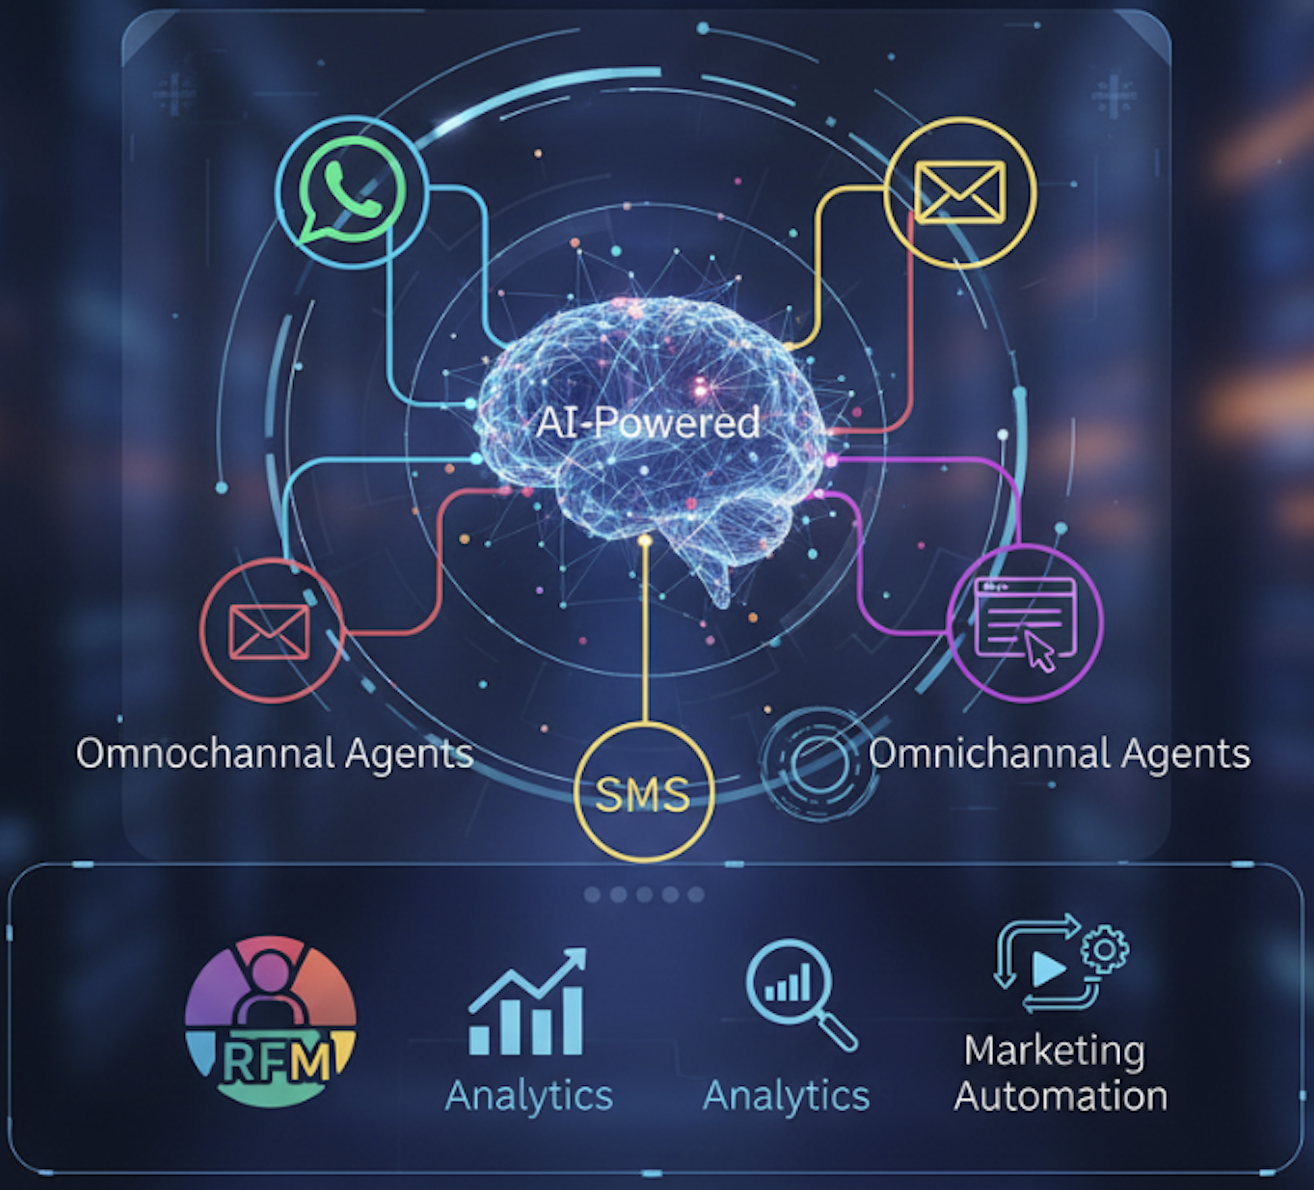 AI-Powered
Omnochannal Agents
Omnichannal Agents
SMS
RFM
Analytics
Analytics
Marketing
Automation